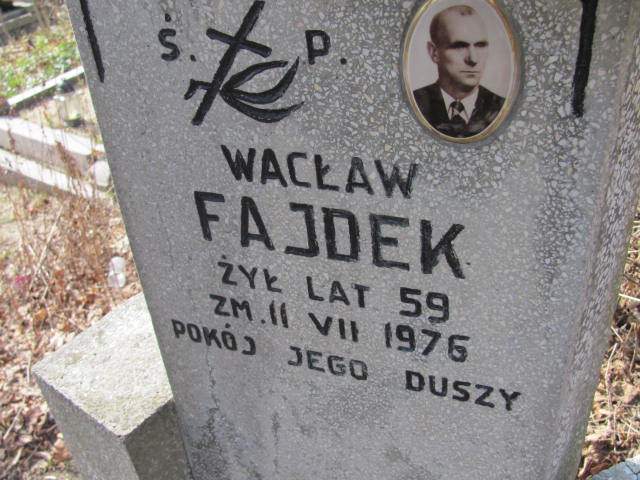 Ś. P.
WACŁAW
FAJDEK
ŻYŁ LAT 59
ZM. 11 VII 1976
POKÓJ JEGO DUSZY